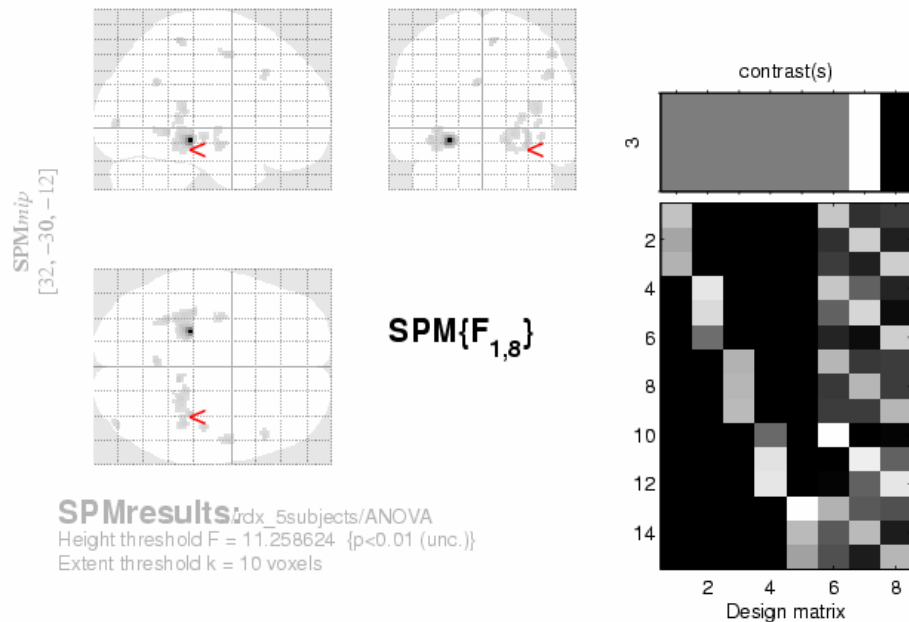 SPMmip
[32, -30, -12]
<
<
<
SPM{F1,8}
SPMresults: ./rdx_5subjects/ANOVA
Height threshold F = 11.258624 {p<0.01 (unc.)}
Extent threshold k = 10 voxels
contrast(s)
3
2
4
6
8
10
12
14
2 4 6 8
Design matrix